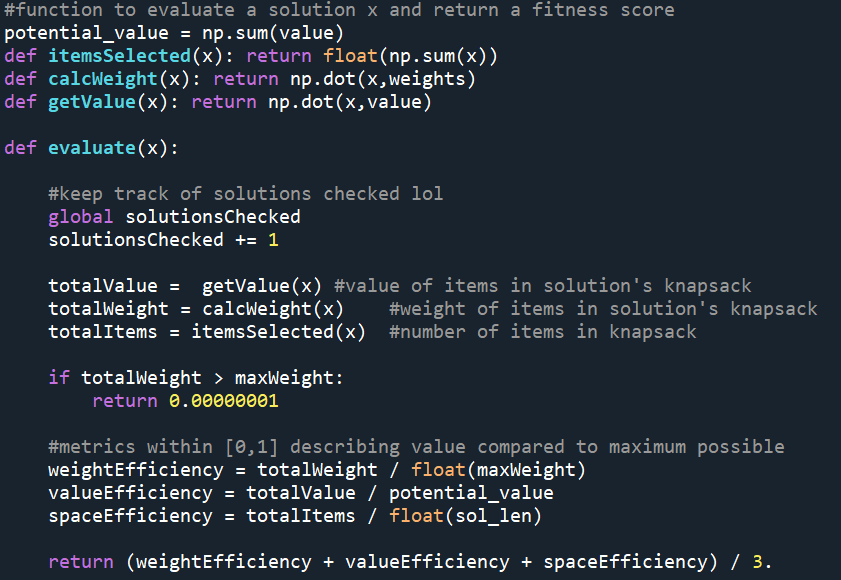 #function to evaluate a solution x and return a fitness score
potential_value = np.sum(value)
def itemsSelected(x): return float(np.sum(x))
def calcWeight(x): return np.dot(x,weights)
def getValue(x): return np.dot(x,value)

def evaluate(x):

    #keep track of solutions checked lol
    global solutionsChecked
    solutionsChecked += 1

    totalValue =  getValue(x) #value of items in solution's knapsack
    totalWeight = calcWeight(x)    #weight of items in solution's knapsack
    totalItems = itemsSelected(x)  #number of items in knapsack

    if totalWeight > maxWeight:
        return 0.00000001

    #metrics within [0,1] describing value compared to maximum possible
    weightEfficiency = totalWeight / float(maxWeight)
    valueEfficiency = totalValue / potential_value
    spaceEfficiency = totalItems / float(sol_len)

    return (weightEfficiency + valueEfficiency + spaceEfficiency) / 3.